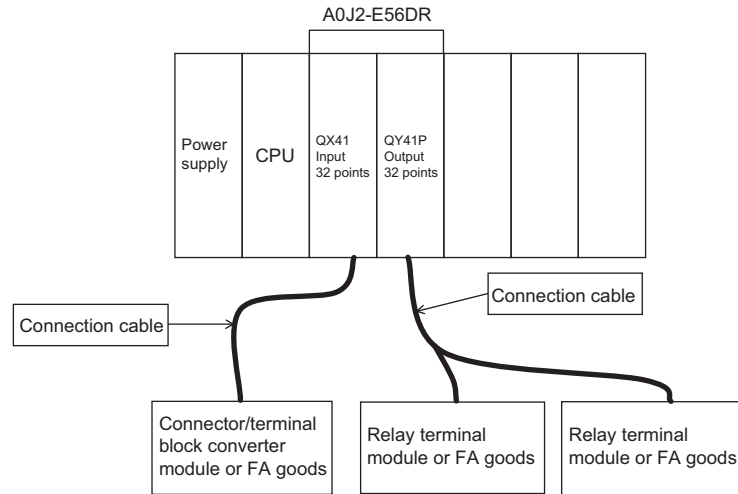 A0J2-E56DR
Power
supply
CPU
QX41
Input
32 points
QY41P
Output
32 points
Connection cable
Connection cable
Connector/terminal
block converter
module or FA goods
Relay terminal
module or FA goods
Relay terminal
module or FA goods